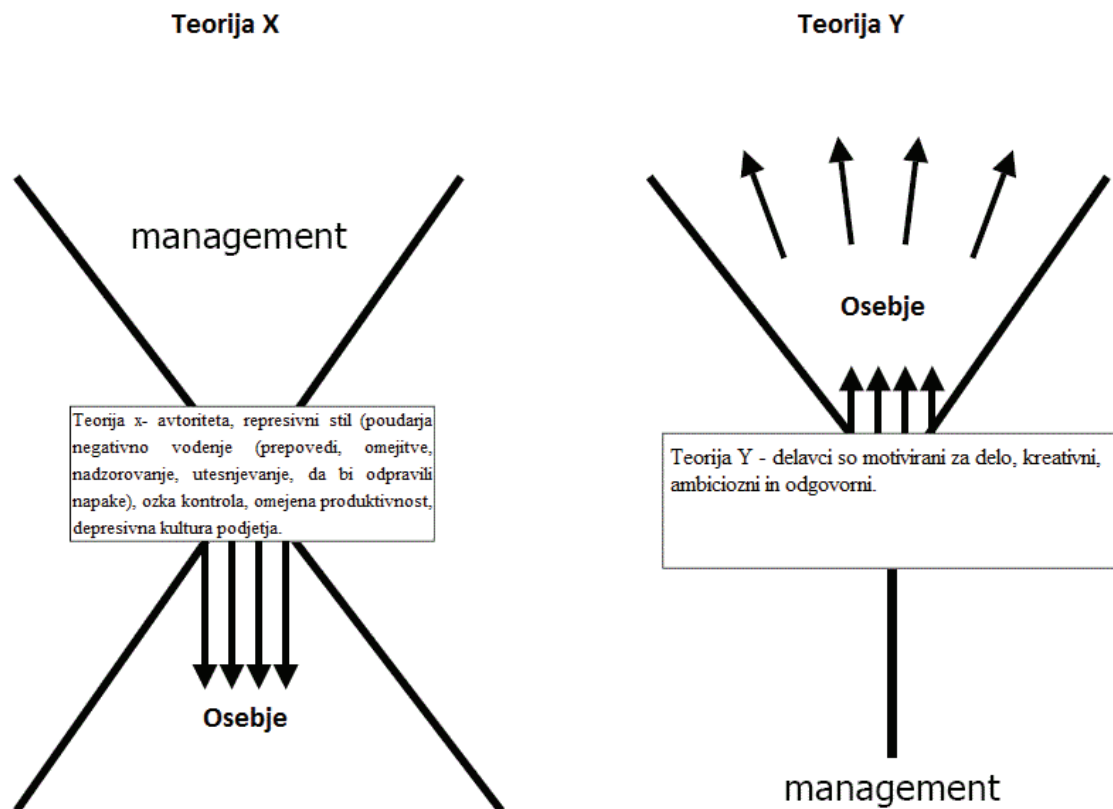 Teorija X
management
Teorija x- avtoriteta, represivni stil (poudarja
negativno vodenje (prepovedi, omejitve,
nadzorovanje, utesnjevanje, da bi odpravili
napake), ozka kontrola, omejena produktivnost,
depresivna kultura podjetja.
Osebje
Teorija Y
Osebje
Teorija Y - delavci so motivirani za delo, kreativni,
ambiciozni in odgovorni.
management